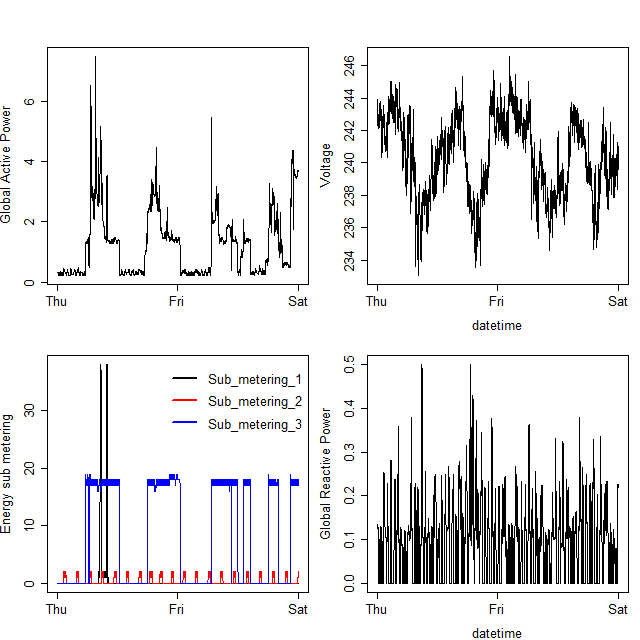 Global Active Power
0
2
4
6
Thu
Fri
Sat
Voltage
234
236
238
240
242
244
246
Thu
Fri
Sat
datetime
Energy sub metering
0
10
20
30
Sub_metering_1
Sub_metering_2
Sub_metering_3
Thu
Fri
Sat
Global Reactive Power
0.0
0.1
0.2
0.3
0.4
0.5
Thu
Fri
Sat
datetime